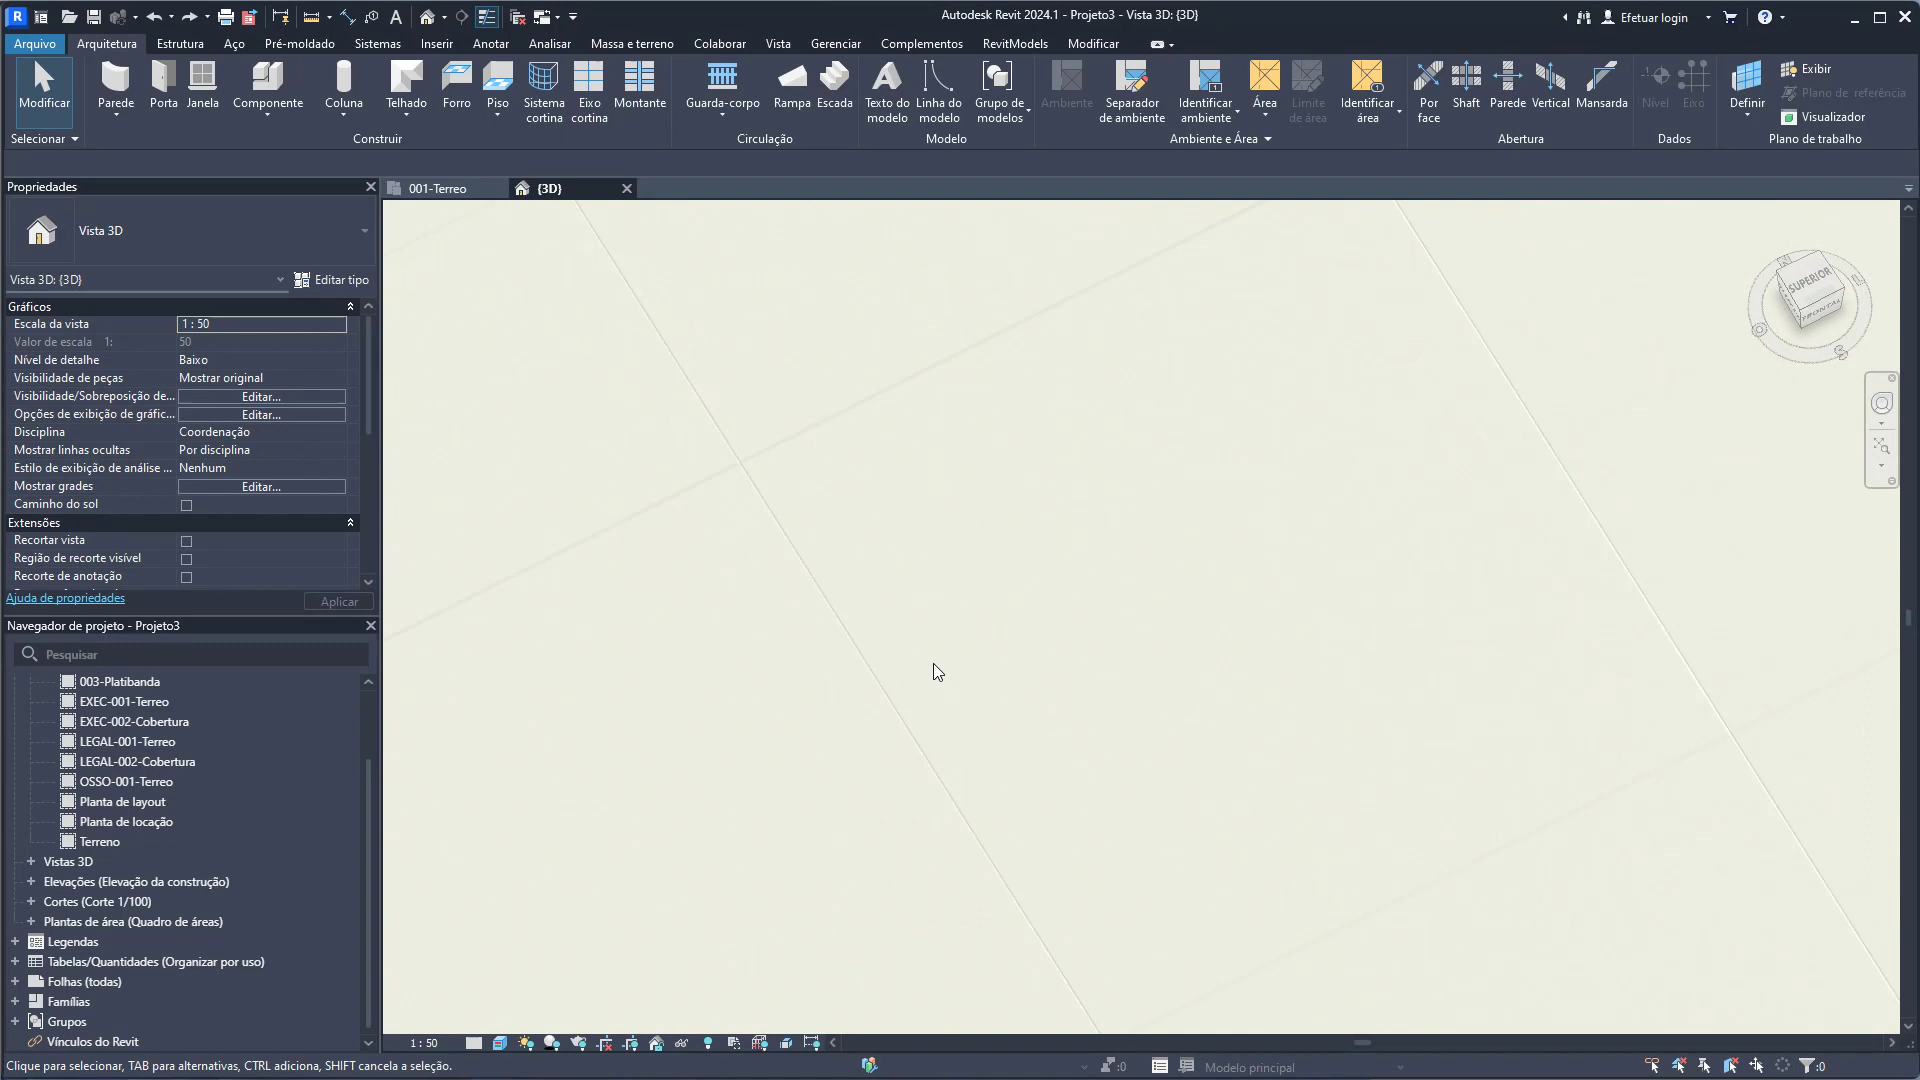 Autodesk Revit 2024.1 - Projeto3 - Vista 3D: {3D}
Efetuar login
Arquivo Arquitetura Estrutura Aço Pré-moldado Sistemas Inserir Anotar Analisar Massa e terreno Colaborar Vista Gerenciar Complementos RevitModels Modificar
Modificar
Parede
Porta
Janela
Componente
Coluna
Telhado
Forro
Piso
Sistema
cortina
Eixo
cortina
Montante
Guarda-corpo
Rampa
Escada
Texto do
modelo
Linha do
modelo
Grupo de
modelos
Ambiente
Separador
de ambiente
Identificar
ambiente
Área
Limite
de área
Identificar
área
Por
face
Shaft
Parede
Vertical
Mansarda
Nível
Eixo
Definir
Exibir
Plano de referência
Visualizador
Selecionar
Construir
Circulação
Modelo
Ambiente e Área
Abertura
Dados
Plano de trabalho
Propriedades
001-Terreo
{3D}
Vista 3D
Vista 3D: {3D}
Editar tipo
Gráficos
Escala da vista 1 : 50
Valor de escala 1: 50
Nível de detalhe Baixo
Visibilidade de peças Mostrar original
Visibilidade/Sobreposição de... Editar...
Opções de exibição de gráfic... Editar...
Disciplina Coordenação
Mostrar linhas ocultas Por disciplina
Estilo de exibição de análise ... Nenhum
Mostrar grades Editar...
Caminho do sol
Extensões
Recortar vista
Região de recorte visível
Recorte de anotação
Ajuda de propriedades
Aplicar
Navegador de projeto - Projeto3
Pesquisar
003-Platibanda
EXEC-001-Terreo
EXEC-002-Cobertura
LEGAL-001-Terreo
LEGAL-002-Cobertura
OSSO-001-Terreo
Planta de layout
Planta de locação
Terreno
Vistas 3D
Elevações (Elevação da construção)
Cortes (Corte 1/100)
Plantas de área (Quadro de áreas)
Legendas
Tabelas/Quantidades (Organizar por uso)
Folhas (todas)
Famílias
Grupos
Vínculos do Revit
N
L
SUPERIOR
FRONTAL
O
S
1 : 50
Clique para selecionar, TAB para alternativas, CTRL adiciona, SHIFT cancela a seleção.
:0
Modelo principal
:0